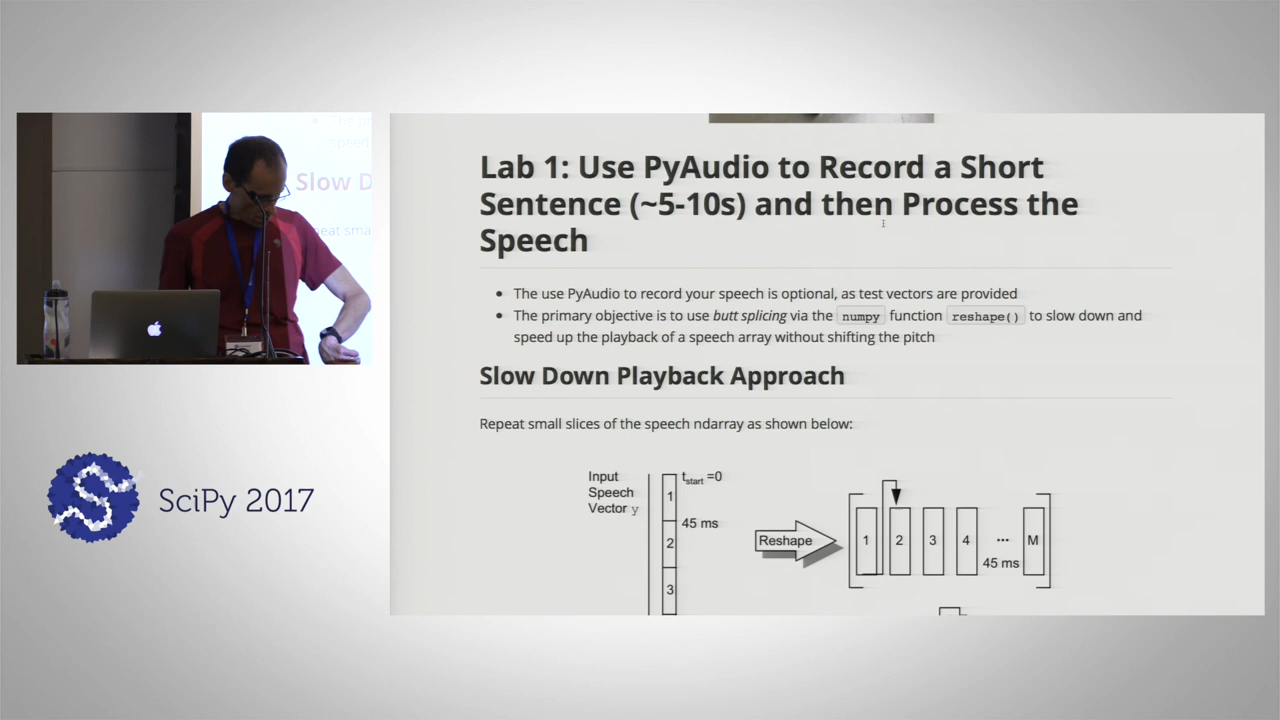 Slow D
peat sma
SciPy 2017
Lab 1: Use PyAudio to Record a Short
Sentence (~5-10s) and then Process the
Speech
• The use PyAudio to record your speech is optional, as test vectors are provided
• The primary objective is to use butt splicing via the numpy function reshape() to slow down and
speed up the playback of a speech array without shifting the pitch
Slow Down Playback Approach
Repeat small slices of the speech ndarray as shown below:
Input
Speech
Vector y
1
2
3
tstart =0
45 ms
Reshape
1 2 3 4 ... M
45 ms